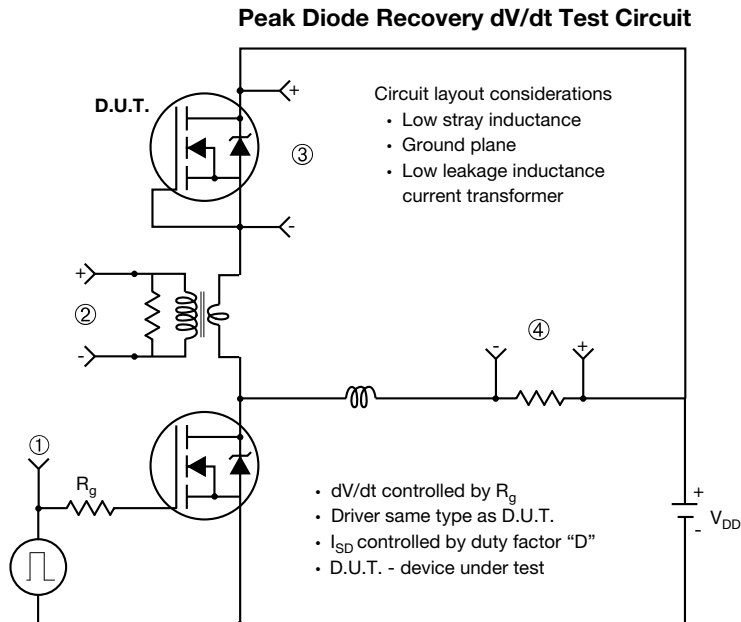 Peak Diode Recovery dV/dt Test Circuit
D.U.T.
+
Circuit layout considerations
• Low stray inductance
③
• Ground plane
• Low leakage inductance
current transformer
-
+
②
-
- ④ +
①
Rg
• dV/dt controlled by Rg
• Driver same type as D.U.T.
• ISD controlled by duty factor “D”
• D.U.T. - device under test
+
VDD
-